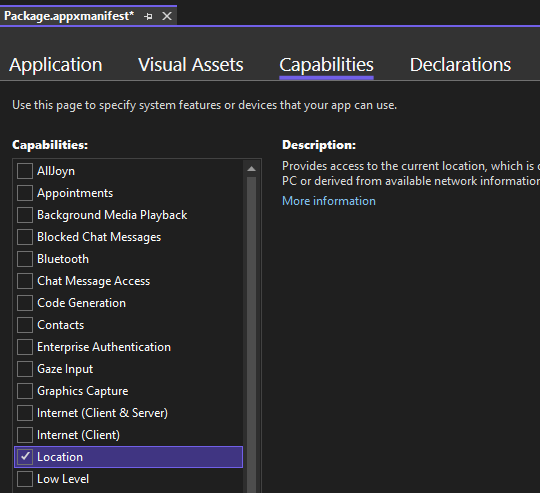 Package.appxmanifest*
Application Visual Assets Capabilities Declarations
Use this page to specify system features or devices that your app can use.
Capabilities:
AllJoyn
Appointments
Background Media Playback
Blocked Chat Messages
Bluetooth
Chat Message Access
Code Generation
Contacts
Enterprise Authentication
Gaze Input
Graphics Capture
Internet (Client & Server)
Internet (Client)
Location
Low Level
Description:
Provides access to the current location, which is
PC or derived from available network information
More information